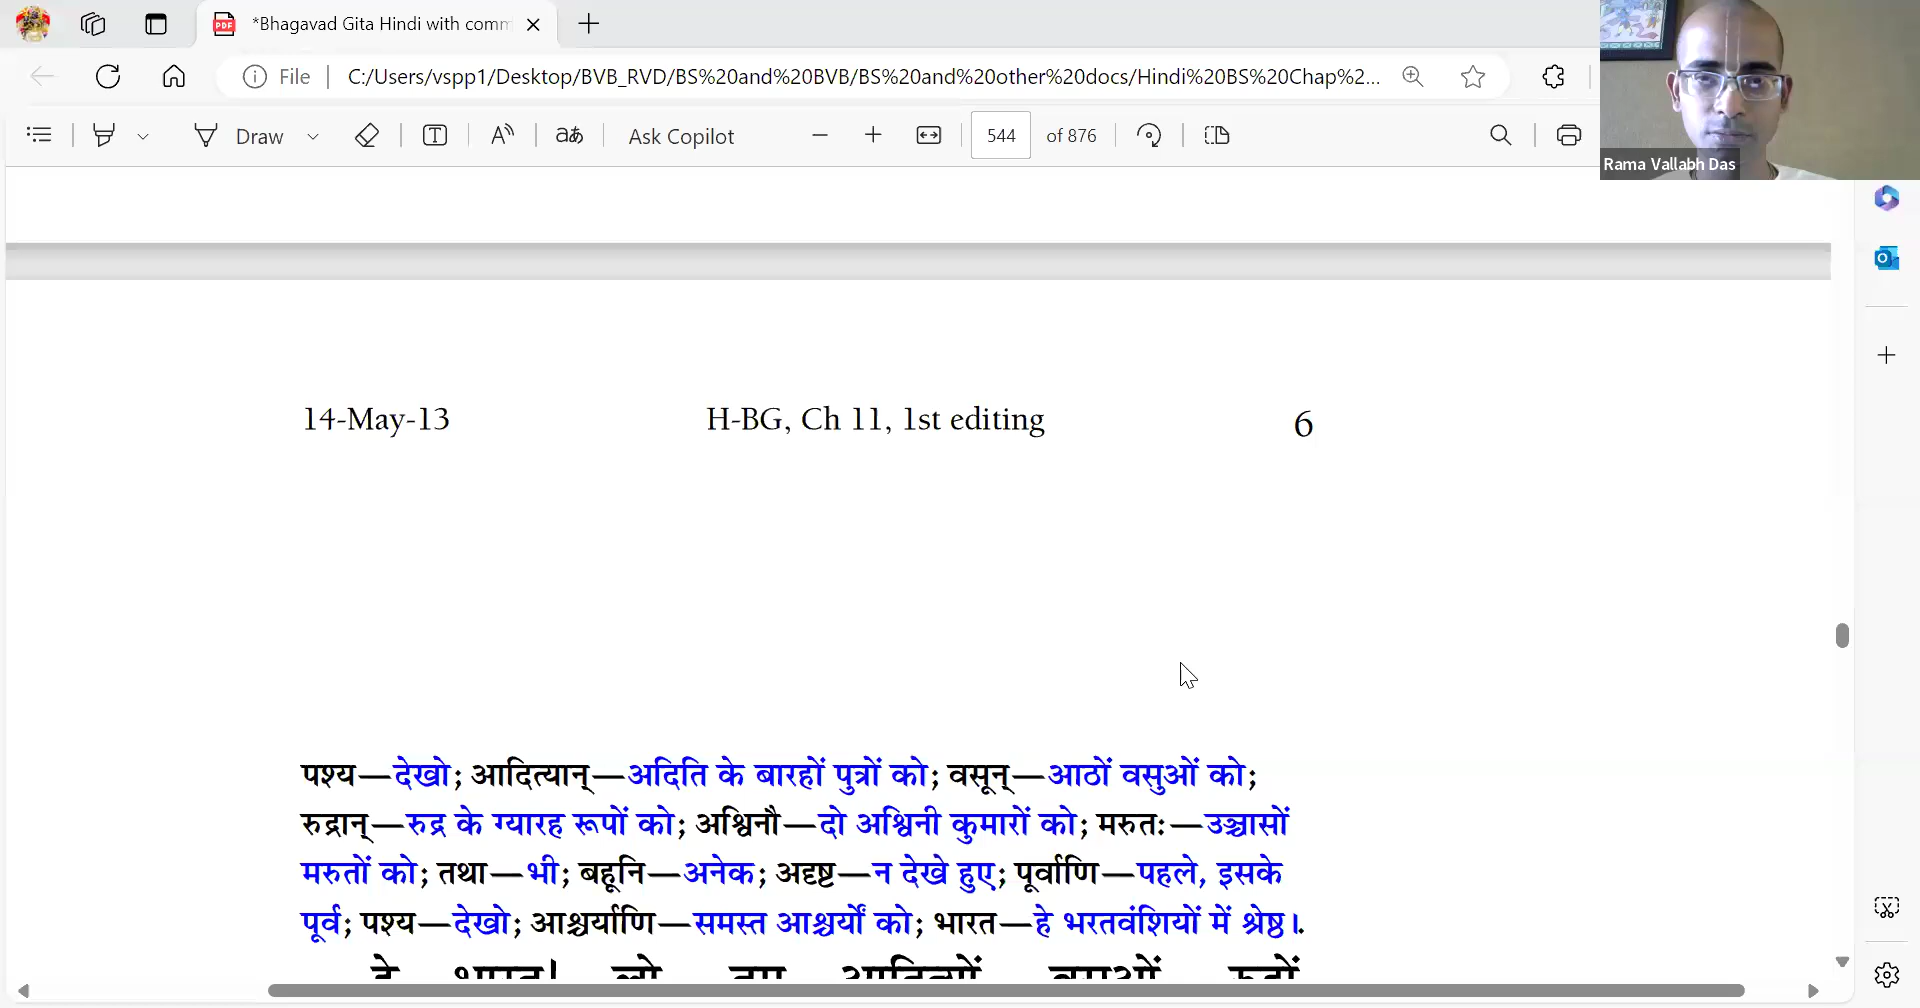 *Bhagavad Gita Hindi with comm
File
C:/Users/vspp1/Desktop/BVB_RVD/BS%20and%20BVB/BS%20and%20other%20docs/Hindi%20BS%20Chap%2...
Draw
Ask Copilot
544 of 876
Rama Vallabh Das
14-May-13 H-BG, Ch 11, 1st editing 6
पश्य—देखो; आदित्यान्—अदिति के बारहों पुत्रों को; वसून्—आठों वसुओं को;
रुद्रान्—रुद्र के ग्यारह रूपों को; अश्विनौ—दो अश्विनी कुमारों को; मरुतः—उञ्चासों
मरुतों को; तथा—भी; बहूनि—अनेक; अदृष्ट—न देखे हुए; पूर्वाणि—पहले, इसके
पूर्व; पश्य—देखो; आश्चर्याणि—समस्त आश्चर्यों को; भारत—हे भरतवंशियों में श्रेष्ठ।.
हे भारत! लो तुम आदित्यों वसुओं रुद्रों